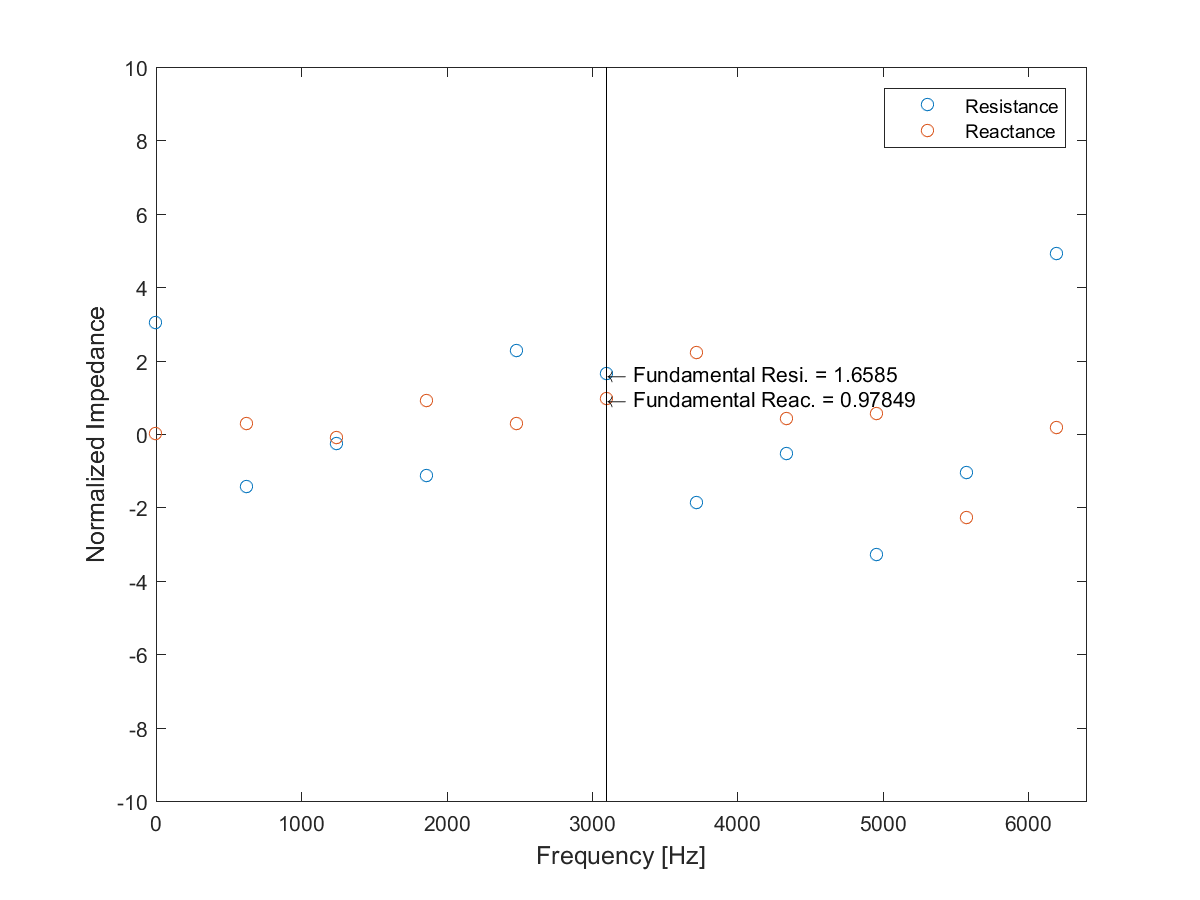 10
8
6
4
2
0
-2
-4
-6
-8
-10
Normalized Impedance
Resistance
Reactance
← Fundamental Resi. = 1.6585
← Fundamental Reac. = 0.97849
0 1000 2000 3000 4000 5000 6000
Frequency [Hz]